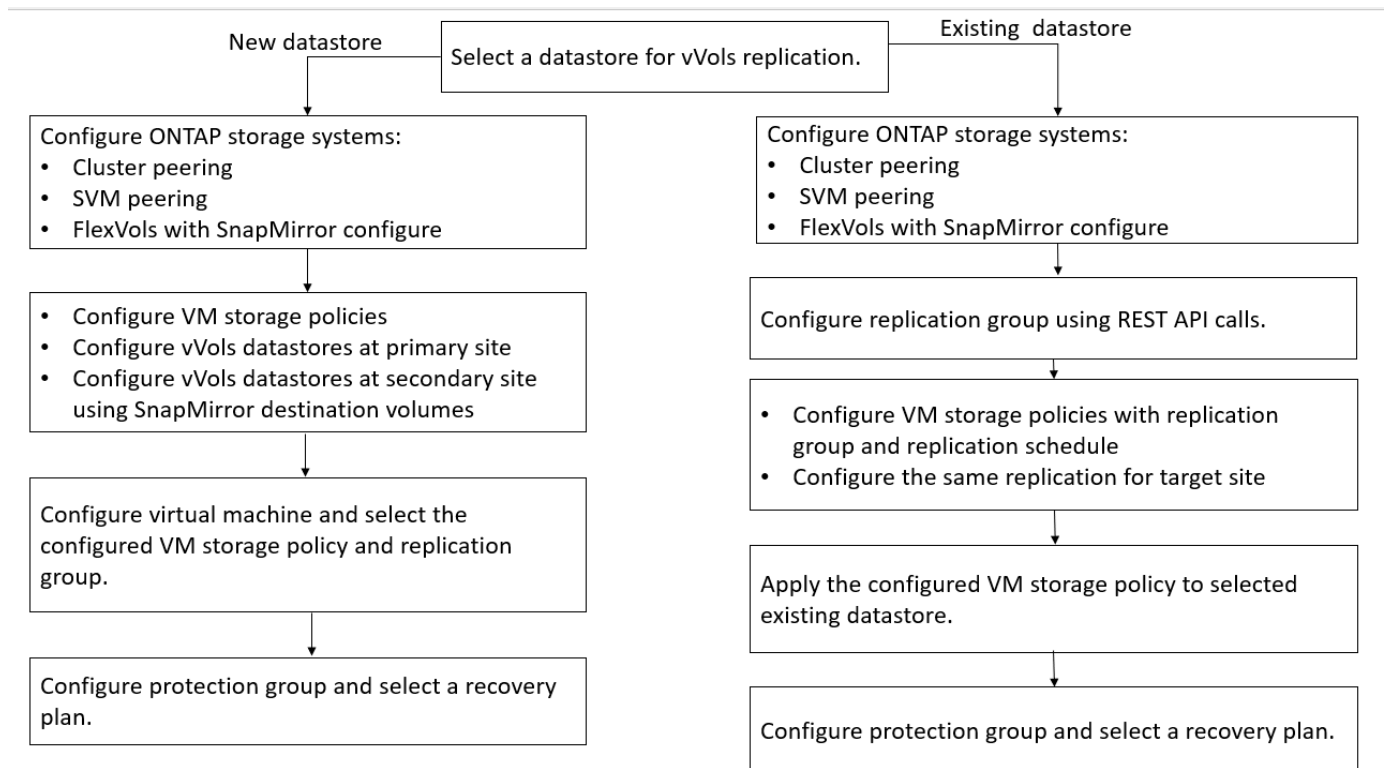 New datastore
Select a datastore for vVols replication.
Existing datastore
Configure ONTAP storage systems:
• Cluster peering
• SVM peering
• FlexVols with SnapMirror configure
• Configure VM storage policies
• Configure vVols datastores at primary site
• Configure vVols datastores at secondary site
using SnapMirror destination volumes
Configure virtual machine and select the
configured VM storage policy and replication
group.
Configure protection group and select a recovery
plan.
Configure ONTAP storage systems:
• Cluster peering
• SVM peering
• FlexVols with SnapMirror configure
Configure replication group using REST API calls.
• Configure VM storage policies with replication
group and replication schedule
• Configure the same replication for target site
Apply the configured VM storage policy to selected
existing datastore.
Configure protection group and select a recovery plan.